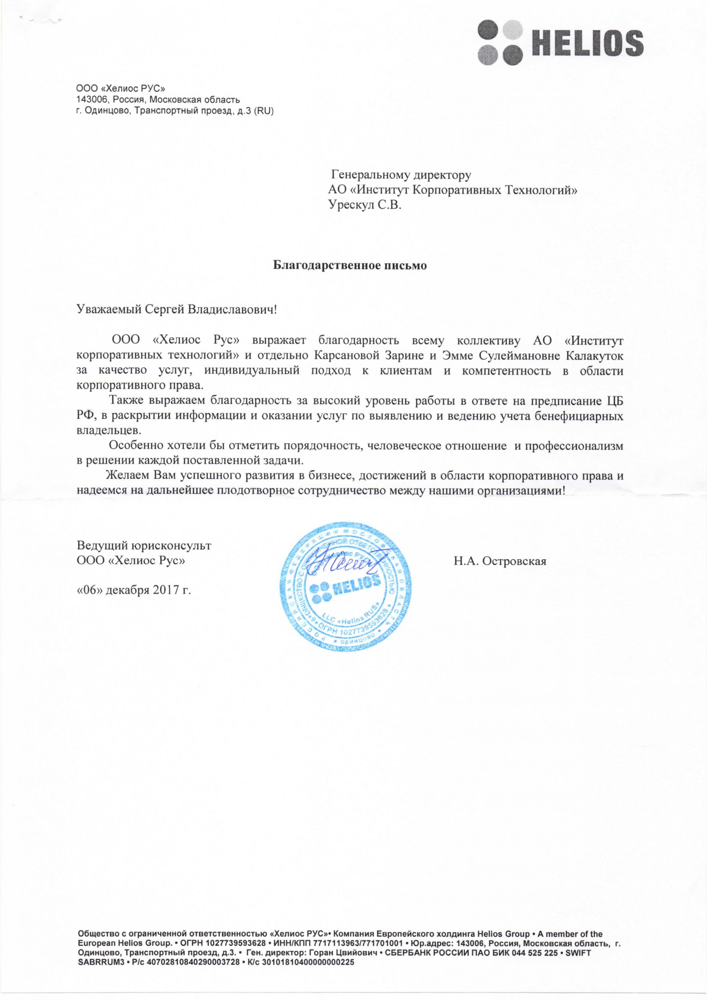 HELIOS
ООО «Хелиос РУС»
143006, Россия, Московская область
г. Одинцово, Транспортный проезд, д.3 (RU)
Генеральному директору
АО «Институт Корпоративных Технологий»
Урескул С.В.
Благодарственное письмо
Уважаемый Сергей Владиславович!
ООО «Хелиос Рус» выражает благодарность всему коллективу АО «Институт
корпоративных технологий» и отдельно Карсановой Зарине и Эмме Сулеймановне Калакуток
за качество услуг, индивидуальный подход к клиентам и компетентность в области
корпоративного права.
Также выражаем благодарность за высокий уровень работы в ответе на предписание ЦБ
РФ, в раскрытии информации и оказании услуг по выявлению и ведению учета бенефициарных
владельцев.
Особенно хотели бы отметить порядочность, человеческое отношение и профессионализм
в решении каждой поставленной задачи.
Желаем Вам успешного развития в бизнесе, достижений в области корпоративного права и
надеемся на дальнейшее плодотворное сотрудничество между нашими организациями!
Ведущий юрисконсульт
ООО «Хелиос Рус»
Н.А. Островская
«06» декабря 2017 г.
РОССИЙСКАЯ ФЕДЕРАЦИЯ МОСКОВСКАЯ ОБЛАСТЬ * ОДИНЦОВО *
ОБЩЕСТВО С ОГРАНИЧЕННОЙ ОТВЕТСТВЕННОСТЬЮ * ОГРН 1027739593628 *
HELIOS
LLC «Helios RUS»
Общество с ограниченной ответственностью «Хелиос РУС»• Компания Европейского холдинга Helios Group • A member of the
European Helios Group. • ОГРН 1027739593628 • ИНН/КПП 7717113963/771701001 • Юр.адрес: 143006, Россия, Московская область, г.
Одинцово, Транспортный проезд, д.3. • Ген. директор: Горан Цвийович • СБЕРБАНК РОССИИ ПАО БИК 044 525 225 • SWIFT
SABRRUM3 • Р/с 40702810840290003728 • К/с 30101810400000000225